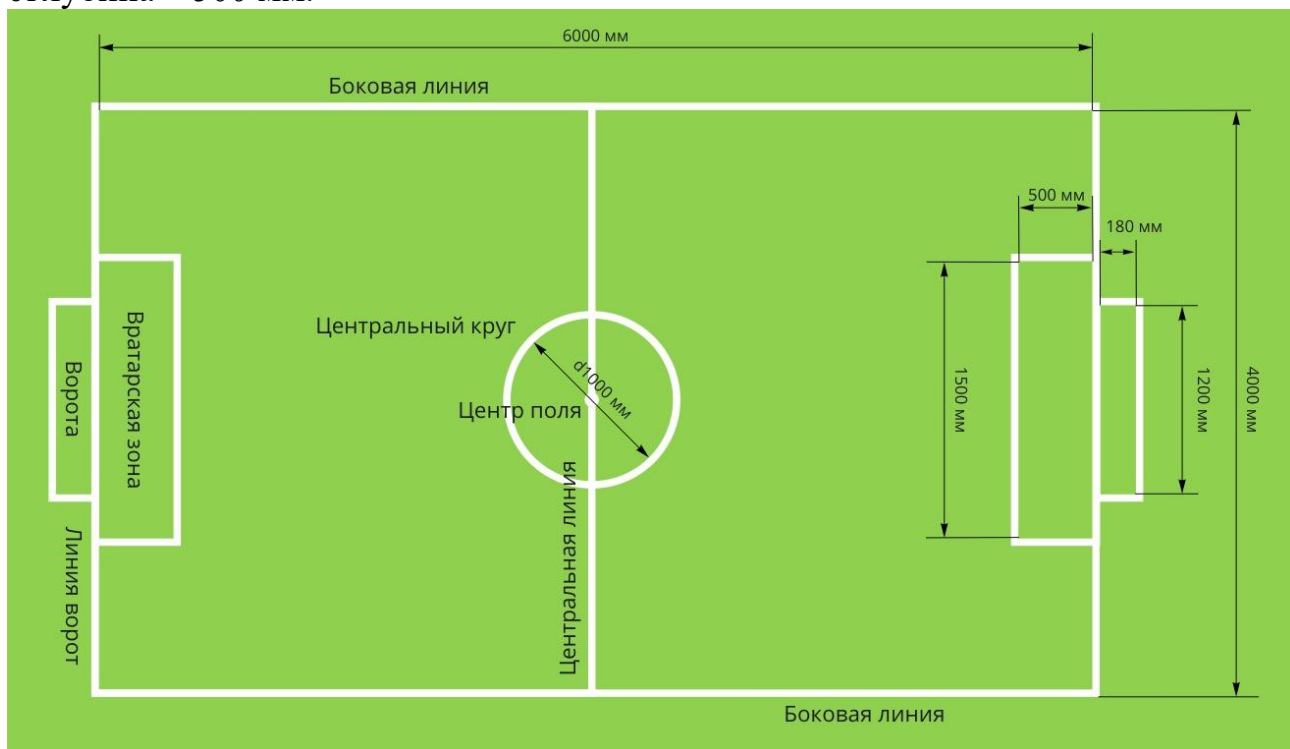 6000 мм
Боковая линия
500 мм
180 мм
Центральный круг
d1000 мм
Центр поля
Вратарская зона
Ворота
Линия ворот
Центральная линия
1500 мм
1200 мм
4000 мм
Боковая линия